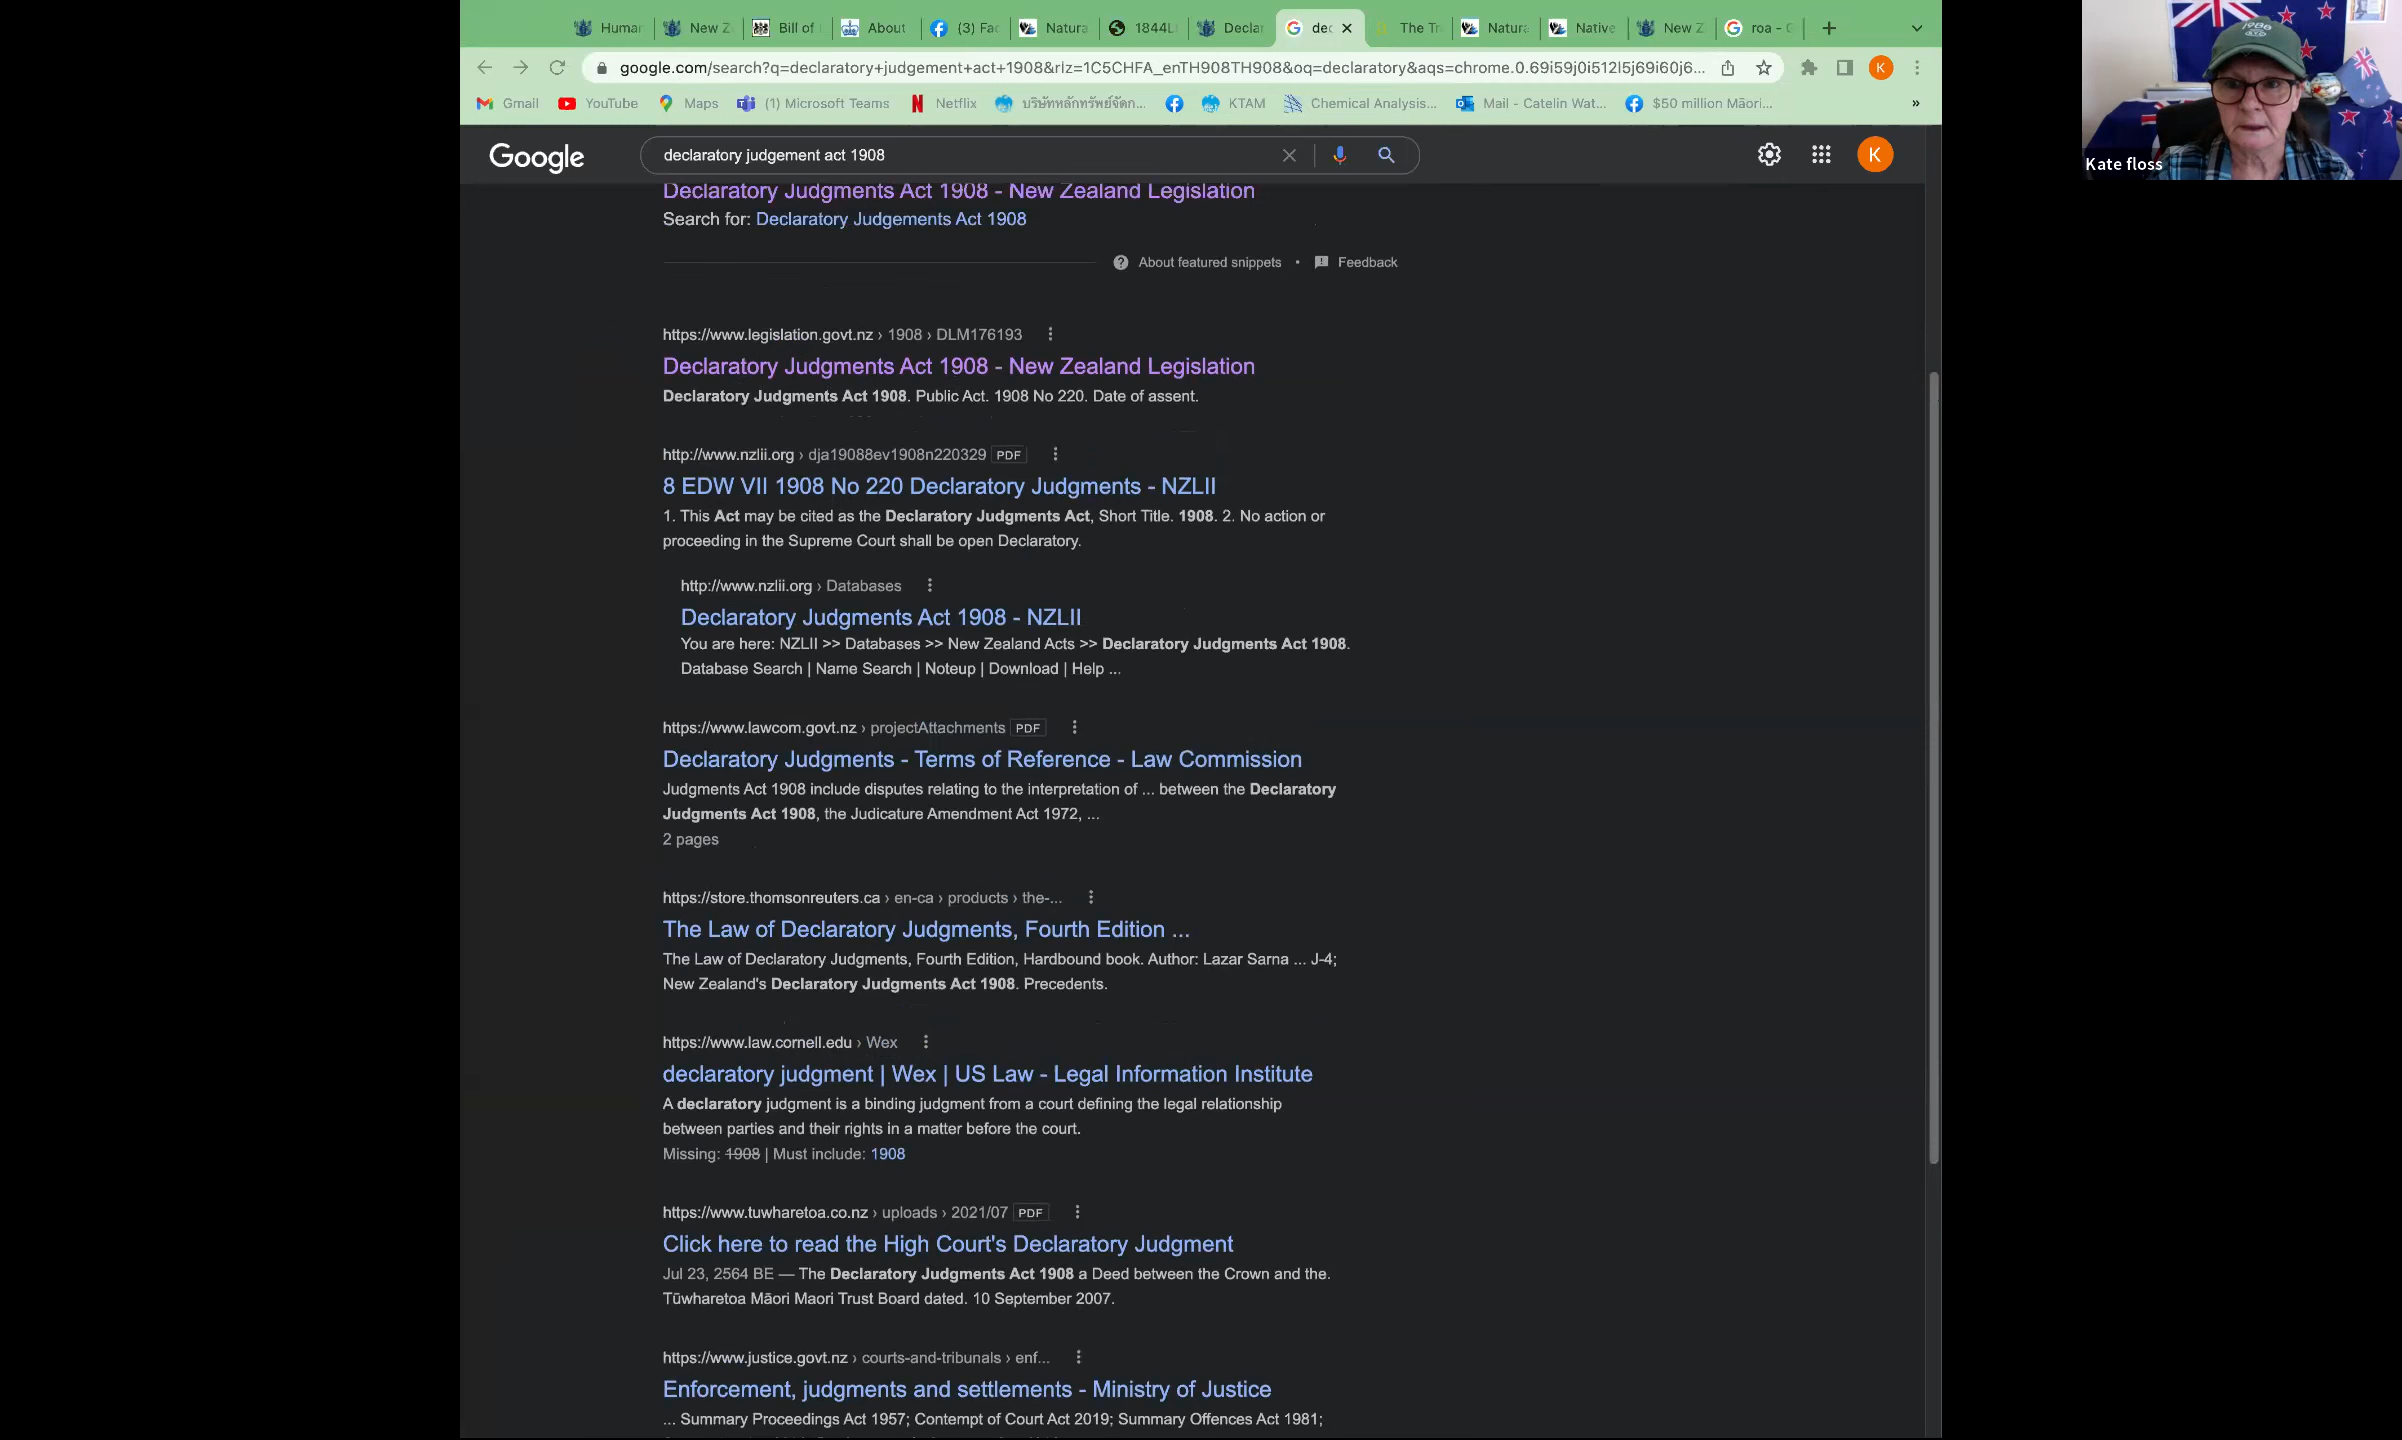 Human
New Z
Bill of
About
(3) Fac
Natura
1844L
Declar
dec
The Tr
Natura
Native
New Z
roa - G
google.com/search?q=declaratory+judgement+act+1908&rlz=1C5CHFA_enTH908TH908&oq=declaratory&aqs=chrome.0.69i59j0i512l5j69i60j6...
K
Gmail
YouTube
Maps
(1) Microsoft Teams
Netflix
บริษัทหลักทรัพย์จัดก...
KTAM
Chemical Analysis...
Mail - Catelin Wat...
$50 million Māori...
»
Google
declaratory judgement act 1908
K
Declaratory Judgments Act 1908 - New Zealand Legislation
Search for: Declaratory Judgements Act 1908
About featured snippets • Feedback
https://www.legislation.govt.nz › 1908 › DLM176193
Declaratory Judgments Act 1908 - New Zealand Legislation
Declaratory Judgments Act 1908. Public Act. 1908 No 220. Date of assent.
http://www.nzlii.org › dja19088ev1908n220329 PDF
8 EDW VII 1908 No 220 Declaratory Judgments - NZLII
1. This Act may be cited as the Declaratory Judgments Act, Short Title. 1908. 2. No action or
proceeding in the Supreme Court shall be open Declaratory.
http://www.nzlii.org › Databases
Declaratory Judgments Act 1908 - NZLII
You are here: NZLII >> Databases >> New Zealand Acts >> Declaratory Judgments Act 1908.
Database Search | Name Search | Noteup | Download | Help ...
https://www.lawcom.govt.nz › projectAttachments PDF
Declaratory Judgments - Terms of Reference - Law Commission
Judgments Act 1908 include disputes relating to the interpretation of ... between the Declaratory
Judgments Act 1908, the Judicature Amendment Act 1972, ...
2 pages
https://store.thomsonreuters.ca › en-ca › products › the-...
The Law of Declaratory Judgments, Fourth Edition ...
The Law of Declaratory Judgments, Fourth Edition, Hardbound book. Author: Lazar Sarna ... J-4;
New Zealand's Declaratory Judgments Act 1908. Precedents.
https://www.law.cornell.edu › Wex
declaratory judgment | Wex | US Law - Legal Information Institute
A declaratory judgment is a binding judgment from a court defining the legal relationship
between parties and their rights in a matter before the court.
Missing: 1908 | Must include: 1908
https://www.tuwharetoa.co.nz › uploads › 2021/07 PDF
Click here to read the High Court's Declaratory Judgment
Jul 23, 2564 BE — The Declaratory Judgments Act 1908 a Deed between the Crown and the.
Tūwharetoa Māori Maori Trust Board dated. 10 September 2007.
https://www.justice.govt.nz › courts-and-tribunals › enf...
Enforcement, judgments and settlements - Ministry of Justice
... Summary Proceedings Act 1957; Contempt of Court Act 2019; Summary Offences Act 1981;
1986
Kate floss